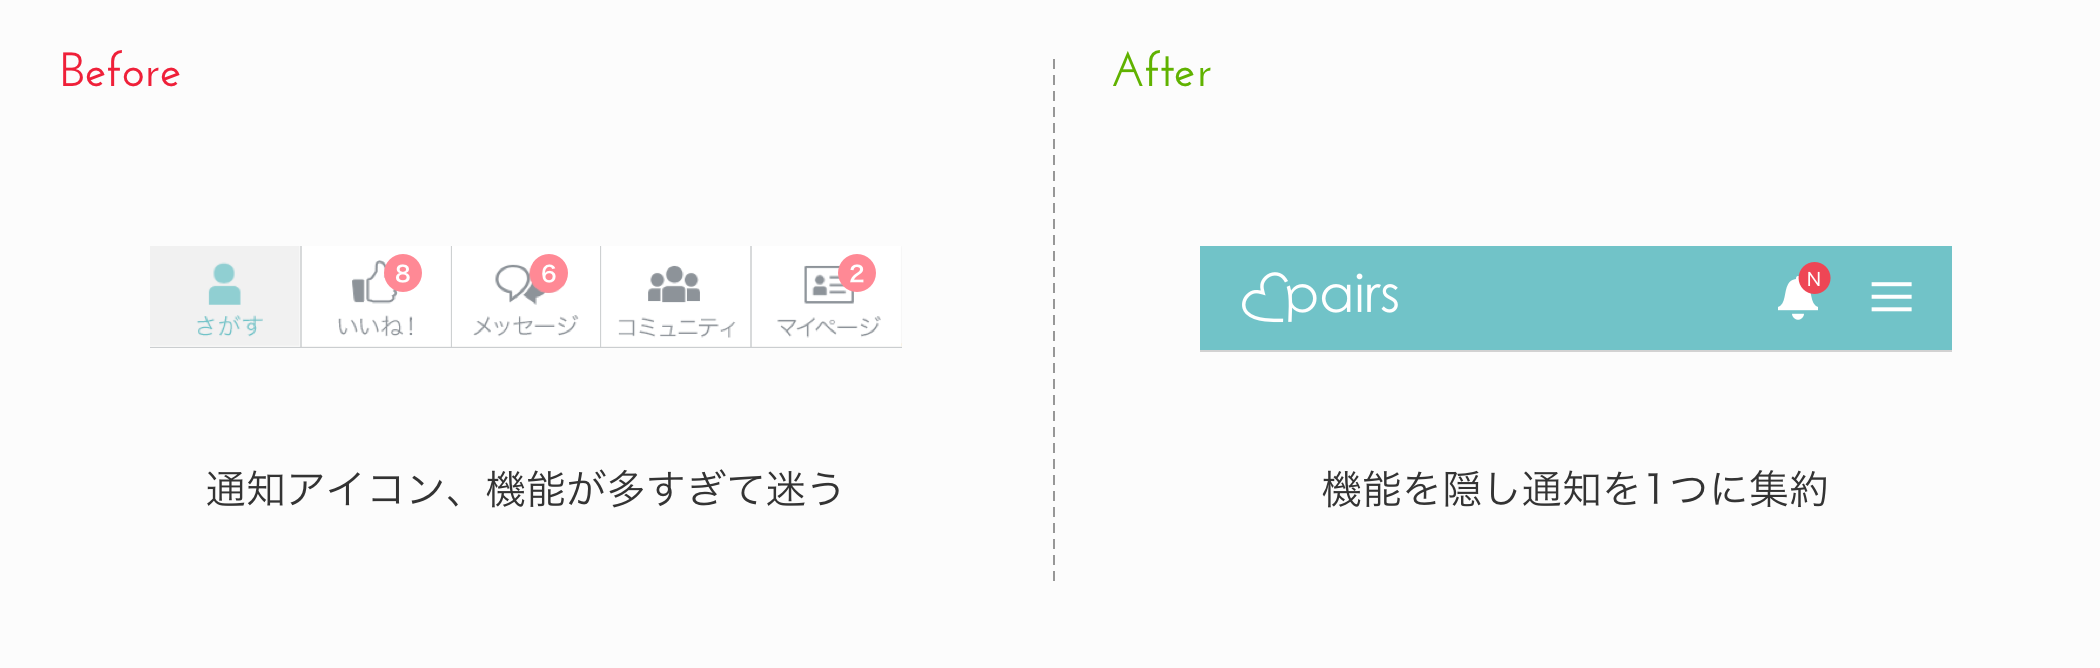 Before
8
6
2
さがす
いいね！
メッセージ
コミュニティ
マイページ
通知アイコン、機能が多すぎて迷う
After
pairs
N
機能を隠し通知を1つに集約